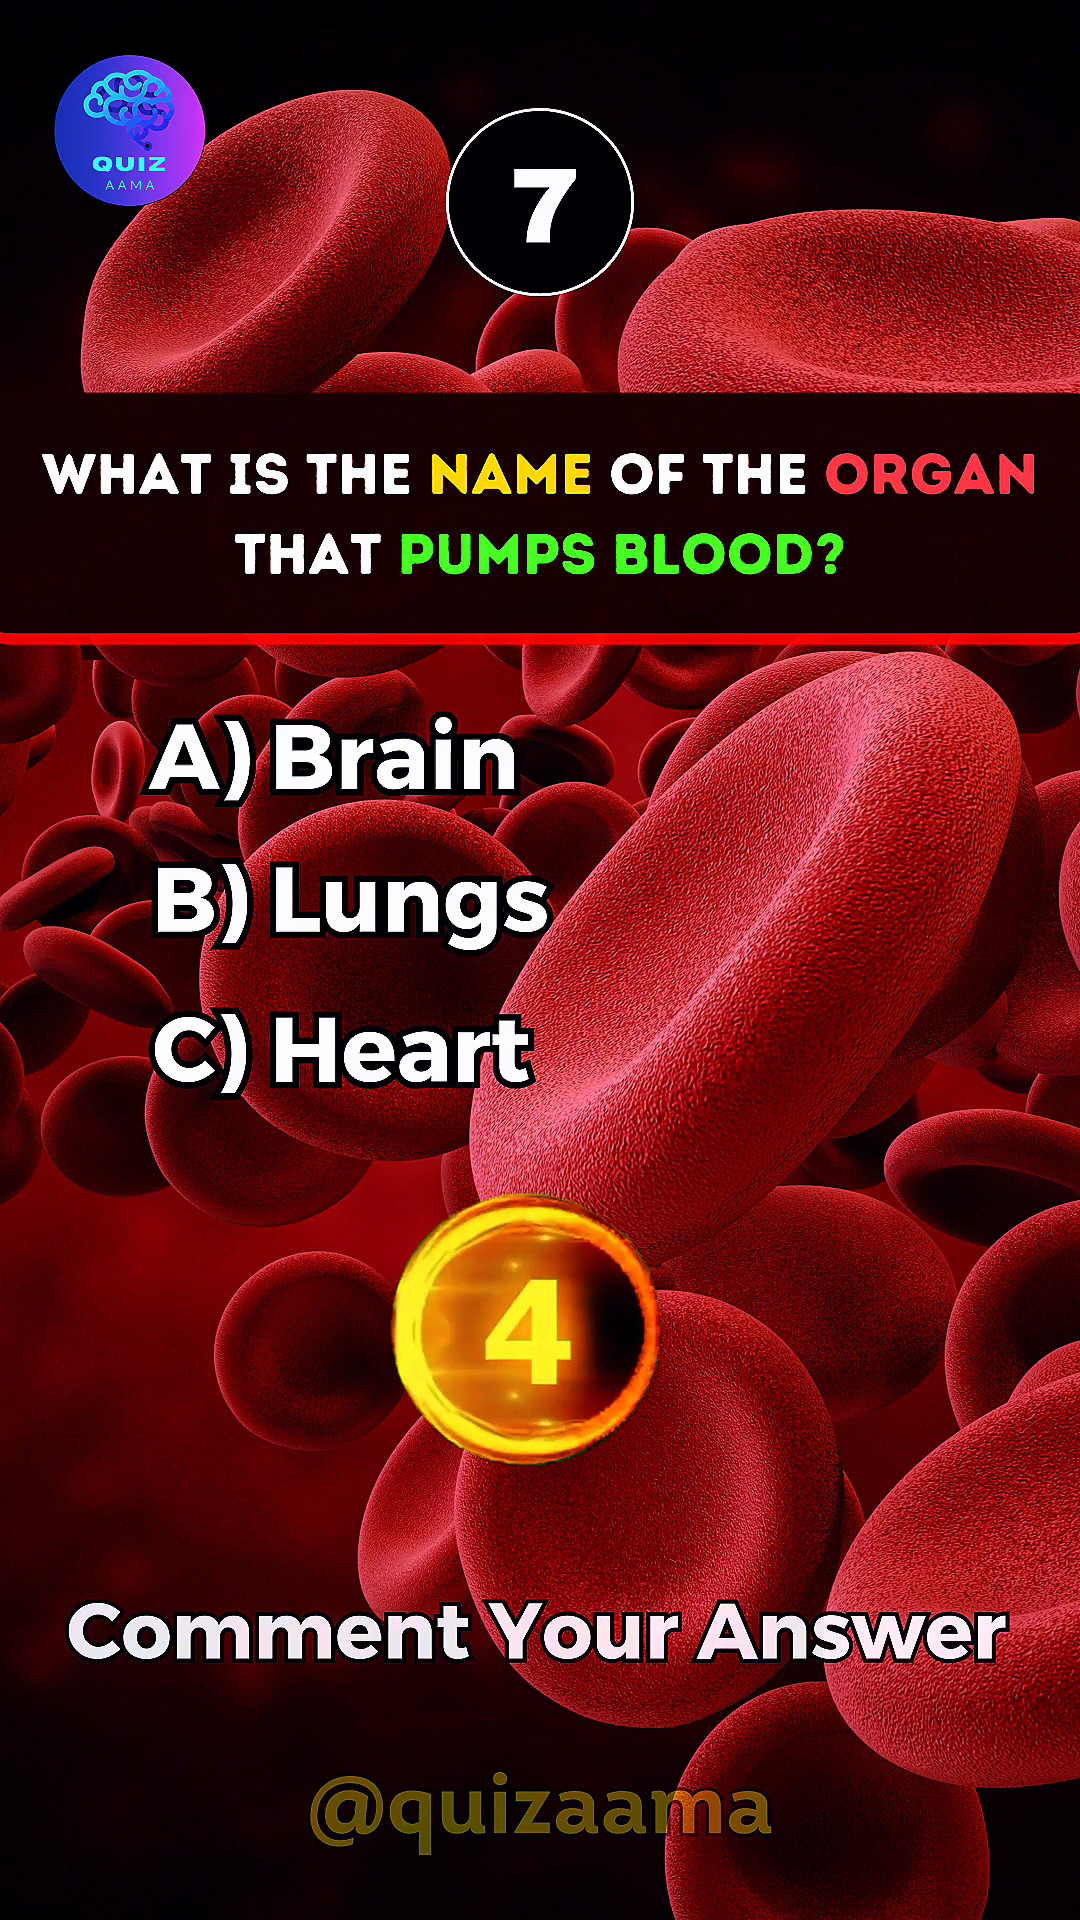 QUIZ
AAMA
7
WHAT IS THE NAME OF THE ORGAN
THAT PUMPS BLOOD?
A) Brain
B) Lungs
C) Heart
4
Comment Your Answer
@quizaama